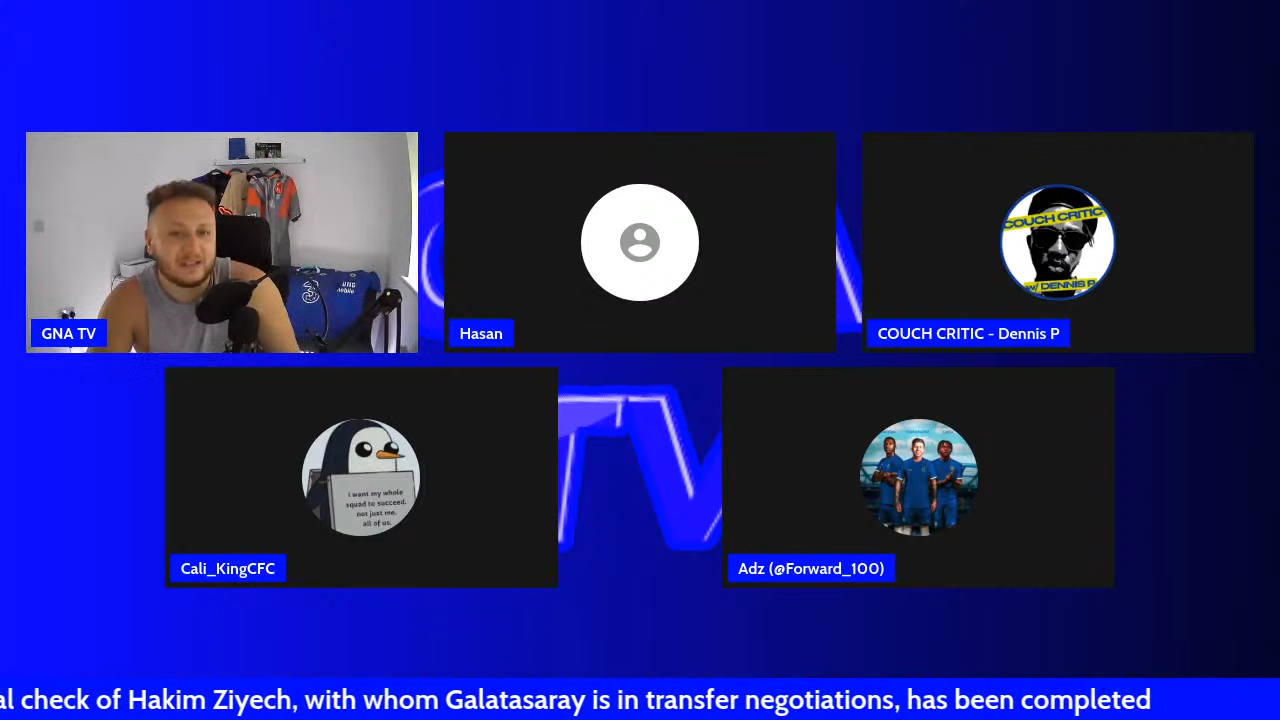 GNA TV
Hasan
COUCH CRITIC
W/ DENNIS P.
COUCH CRITIC - Dennis P
TV
i want my whole
squad to succeed.
not just me.
all of us.
Cali_KingCFC
Adz (@Forward_100)
al check of Hakim Ziyech, with whom Galatasaray is in transfer negotiations, has been completed